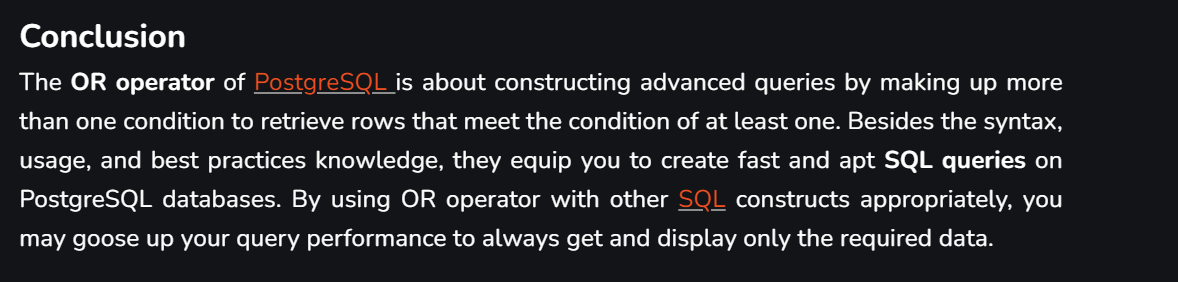 Conclusion
The OR operator of PostgreSQL is about constructing advanced queries by making up more
than one condition to retrieve rows that meet the condition of at least one. Besides the syntax,
usage, and best practices knowledge, they equip you to create fast and apt SQL queries on
PostgreSQL databases. By using OR operator with other SQL constructs appropriately, you
may goose up your query performance to always get and display only the required data.